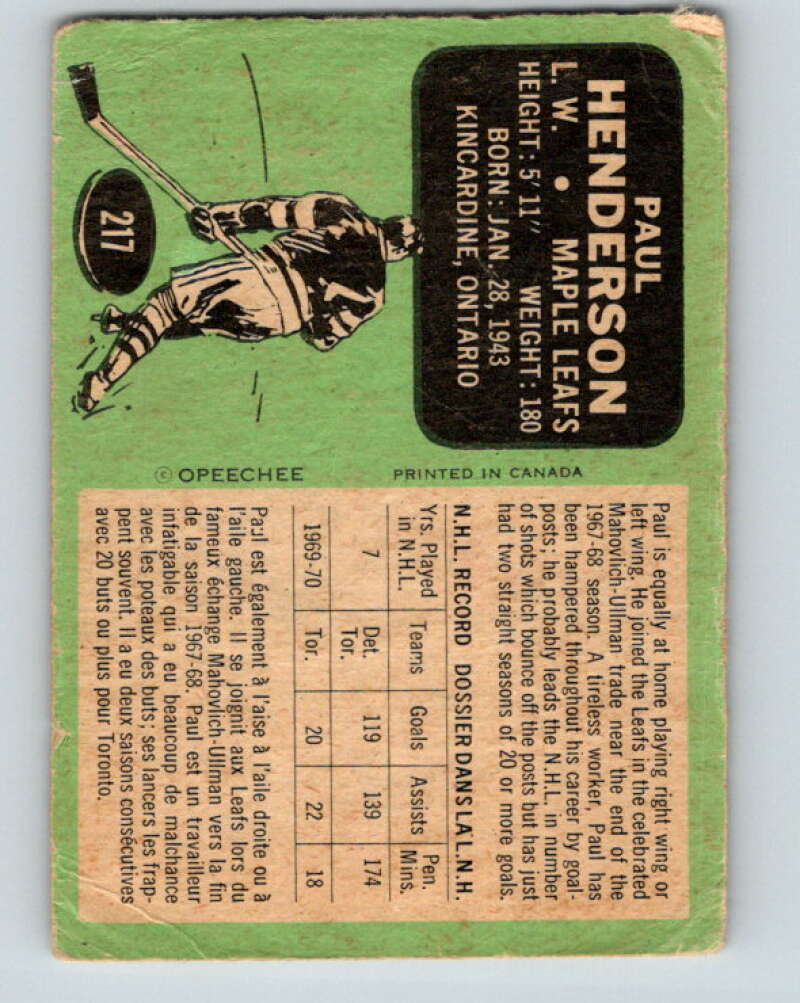 PAUL
HENDERSON
L. W. • MAPLE LEAFS
HEIGHT: 5' 11" WEIGHT: 180
BORN: JAN. 28, 1943
KINCARDINE, ONTARIO
217
© OPEECHEE PRINTED IN CANADA
Paul is equally at home playing right wing or
left wing. He joined the Leafs in the celebrated
Mahovlich-Ullman trade near the end of the
1967-68 season. A tireless worker, Paul has
been hampered throughout his career by goal-
posts; he probably leads the N.H.L. in number
of shots which bounce off the posts but has just
had two straight seasons of 20 or more goals.
N.H.L. RECORD DOSSIER DANS LA L.N.H.
Yrs. Played in N.H.L. Teams Goals Assists Pen. Mins.
7 Det. Tor. 119 139 174
1969-70 Tor. 20 22 18
Paul est également à l'aise à l'aile droite ou à
l'aile gauche. Il se joignit aux Leafs lors du
fameux échange Mahovlich-Ullman vers la fin
de la saison 1967-68. Paul est un travailleur
infatigable qui a eu beaucoup de malchance
avec les poteaux des buts; ses lancers les frap-
pent souvent. Il a eu deux saisons consécutives
avec 20 buts ou plus pour Toronto.